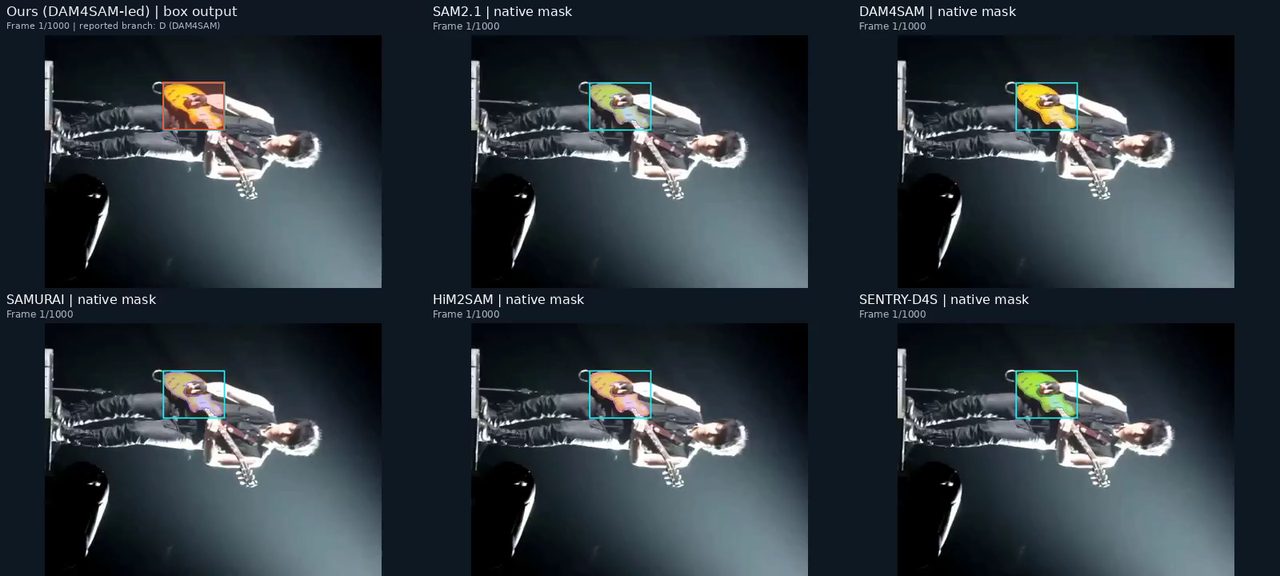 Ours (DAM4SAM-led) | box output
Frame 1/1000 | reported branch: D (DAM4SAM)
SAM2.1 | native mask
Frame 1/1000
DAM4SAM | native mask
Frame 1/1000
SAMURAI | native mask
Frame 1/1000
HiM2SAM | native mask
Frame 1/1000
SENTRY-D4S | native mask
Frame 1/1000